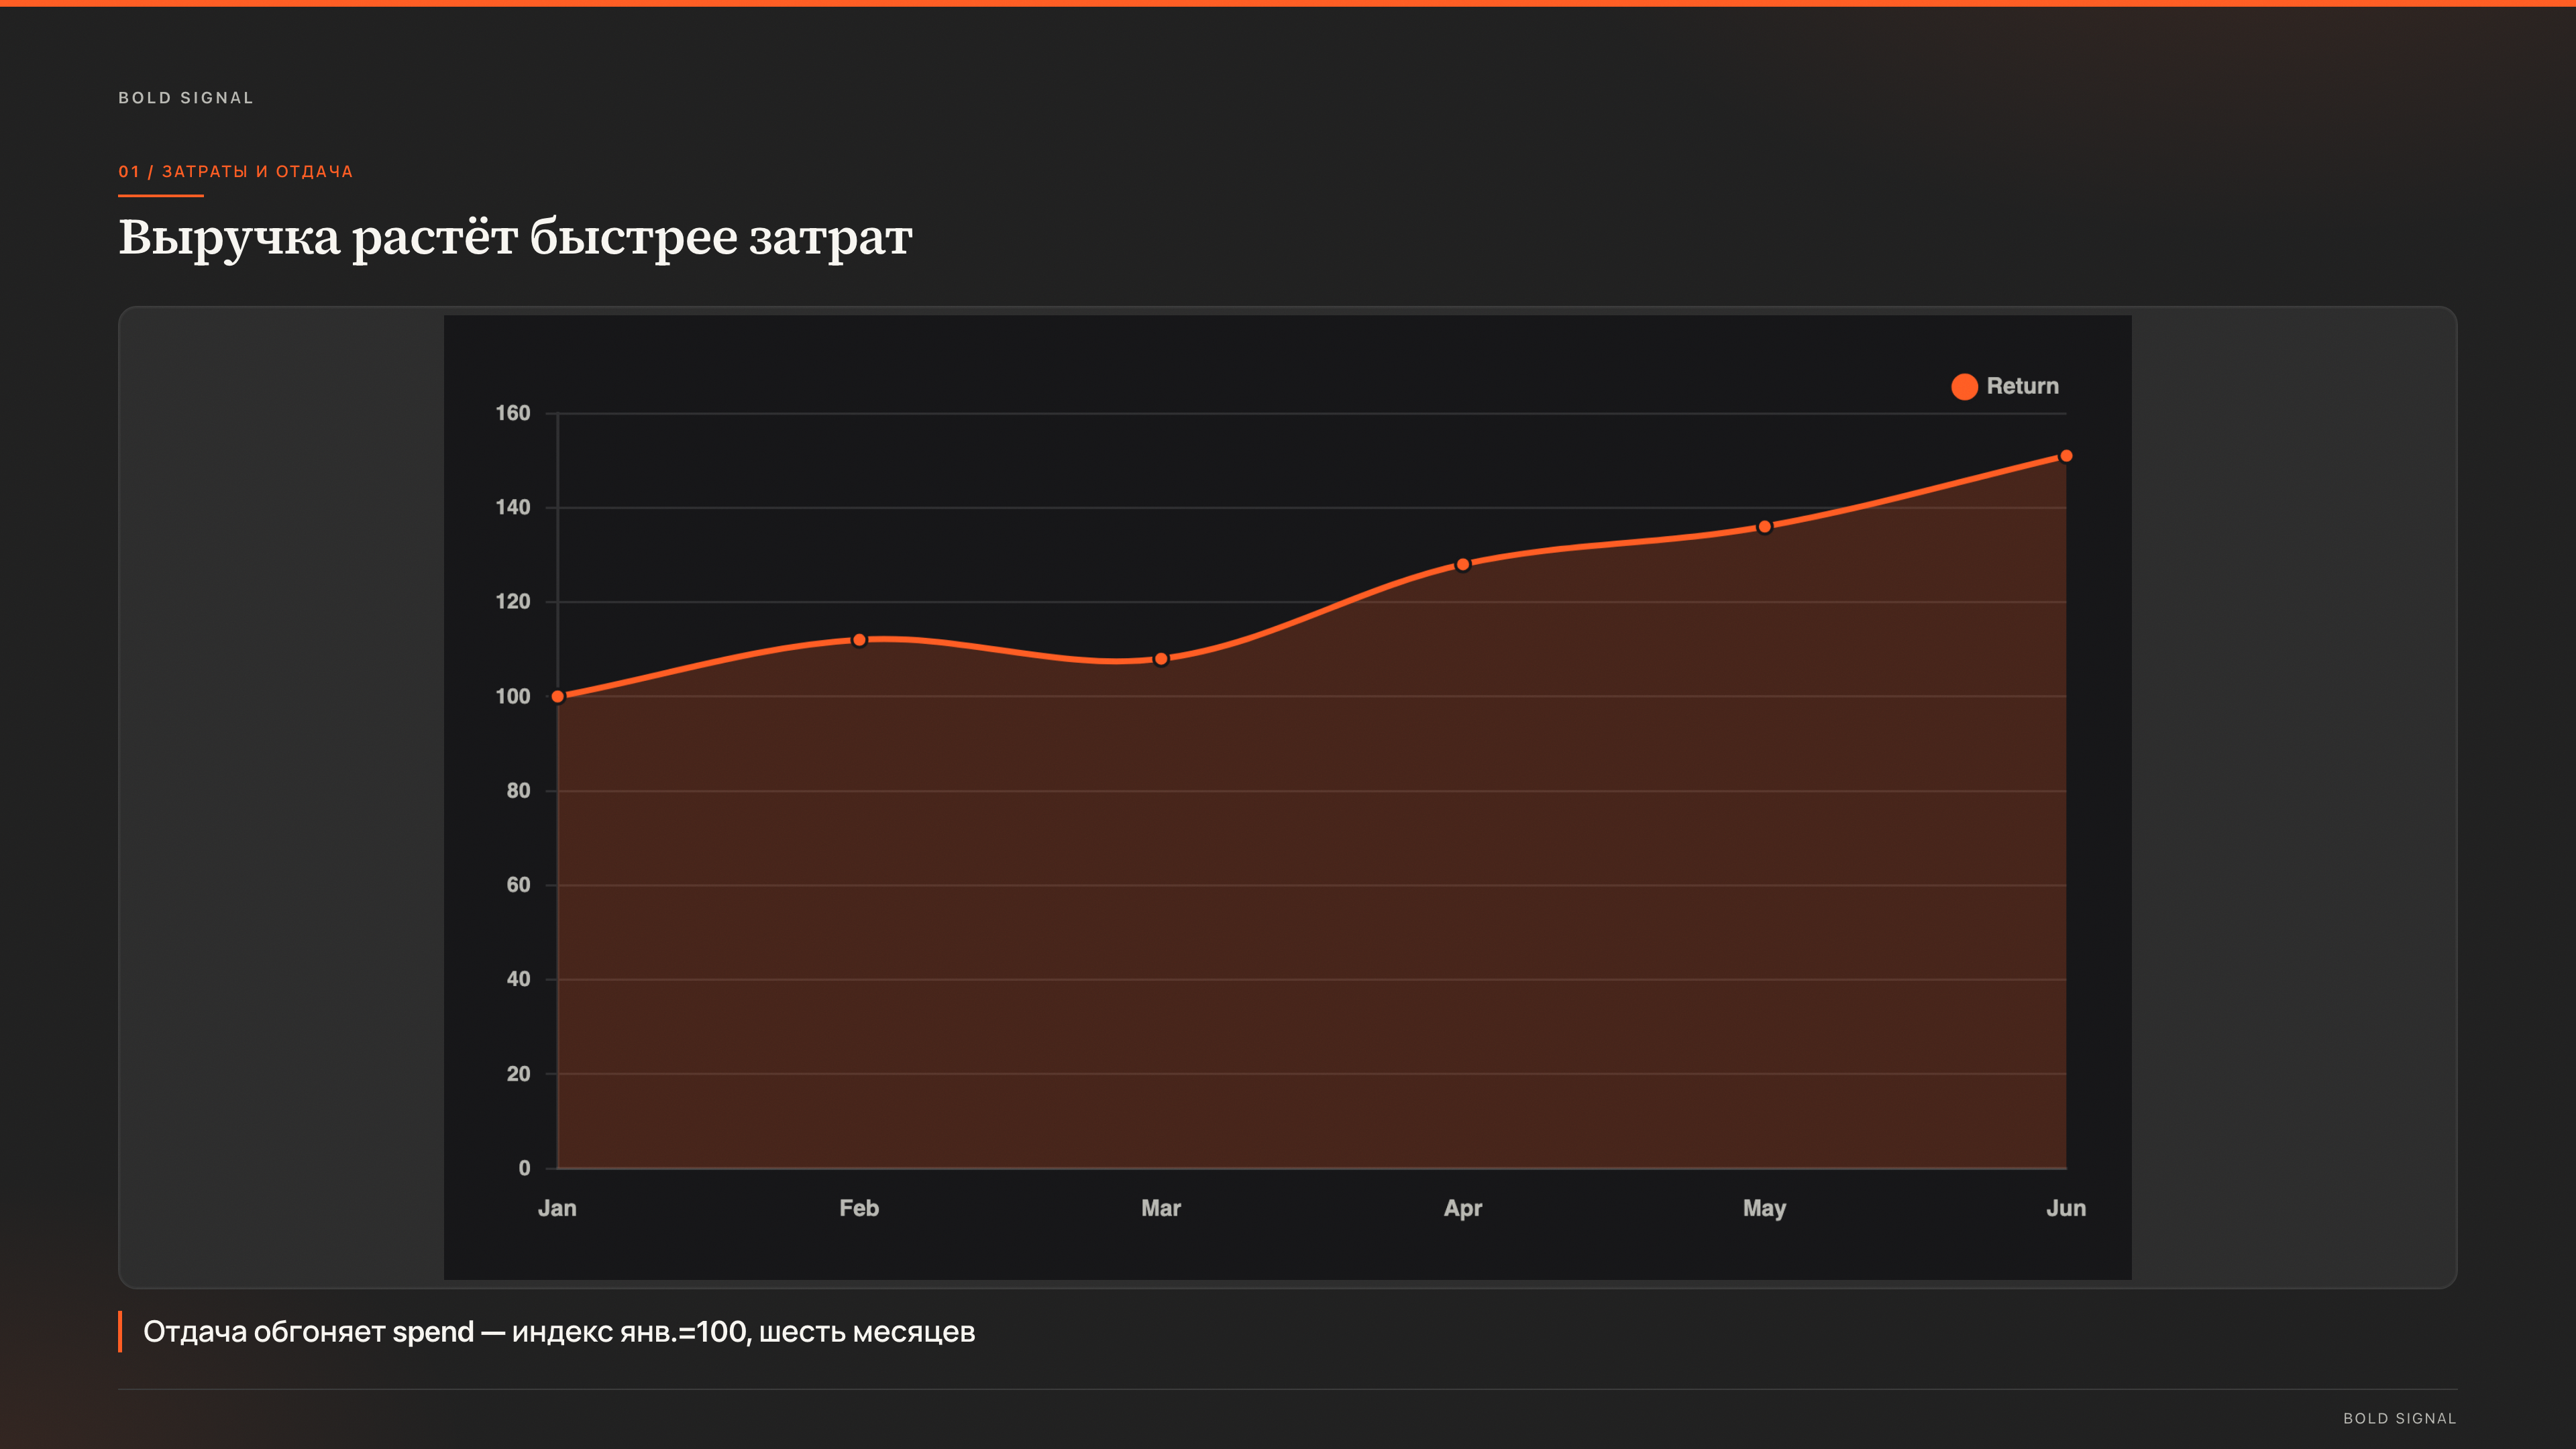 BOLD SIGNAL
01 / ЗАТРАТЫ И ОТДАЧА
Выручка растёт быстрее затрат
Return
160
140
120
100
80
60
40
20
0
Jan Feb Mar Apr May Jun
Отдача обгоняет spend — индекс янв.=100, шесть месяцев
BOLD SIGNAL